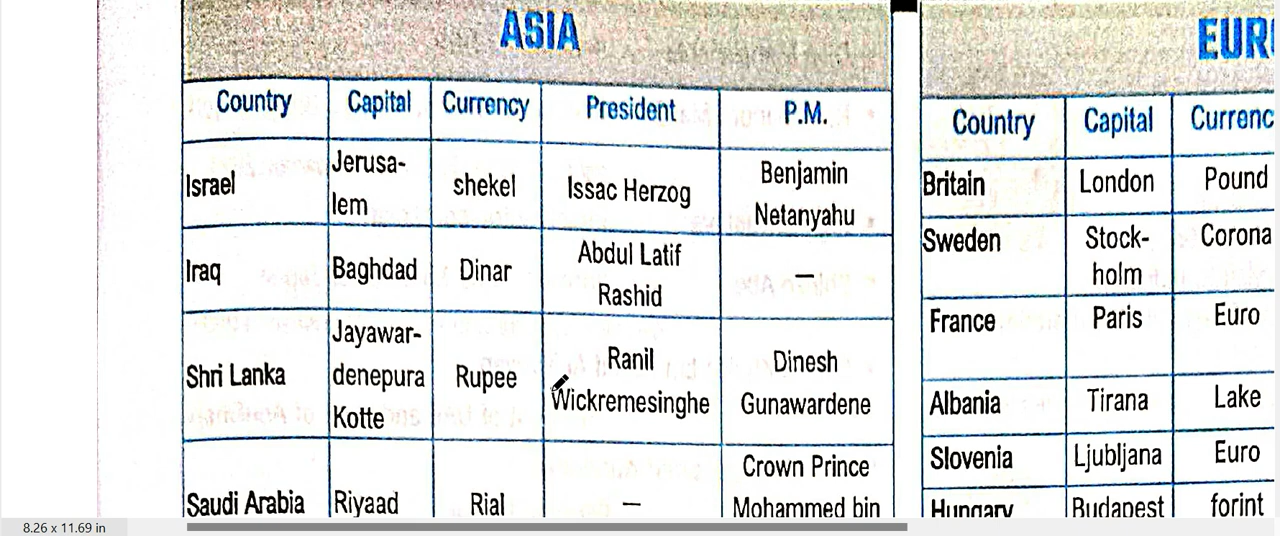 ASIA
Country Capital Currency President P.M.
Israel Jerusa-
lem shekel Issac Herzog Benjamin
Netanyahu
Iraq Baghdad Dinar Abdul Latif
Rashid —
Shri Lanka Jayawar-
denepura
Kotte Rupee Ranil
Wickremesinghe Dinesh
Gunawardene
Saudi Arabia Riyaad Rial — Crown Prince
Mohammed bin
EUR
Country Capital Currenc
Britain London Pound
Sweden Stock-
holm Corona
France Paris Euro
Albania Tirana Lake
Slovenia Ljubljana Euro
Hungary Budapest forint
8.26 x 11.69 in